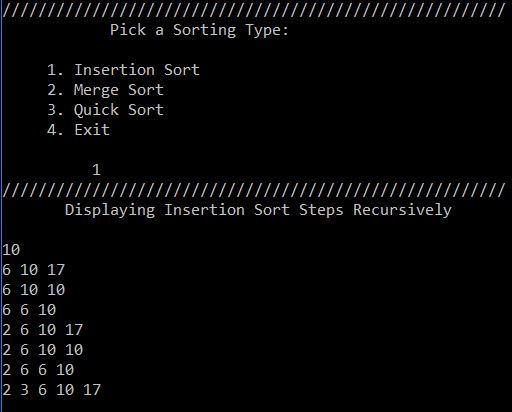 ////////////////////////////////////////////////////////
Pick a Sorting Type:
1. Insertion Sort
2. Merge Sort
3. Quick Sort
4. Exit
1
////////////////////////////////////////////////////////
Displaying Insertion Sort Steps Recursively
10
6 10 17
6 10 10
6 6 10
2 6 10 17
2 6 10 10
2 6 6 10
2 3 6 10 17